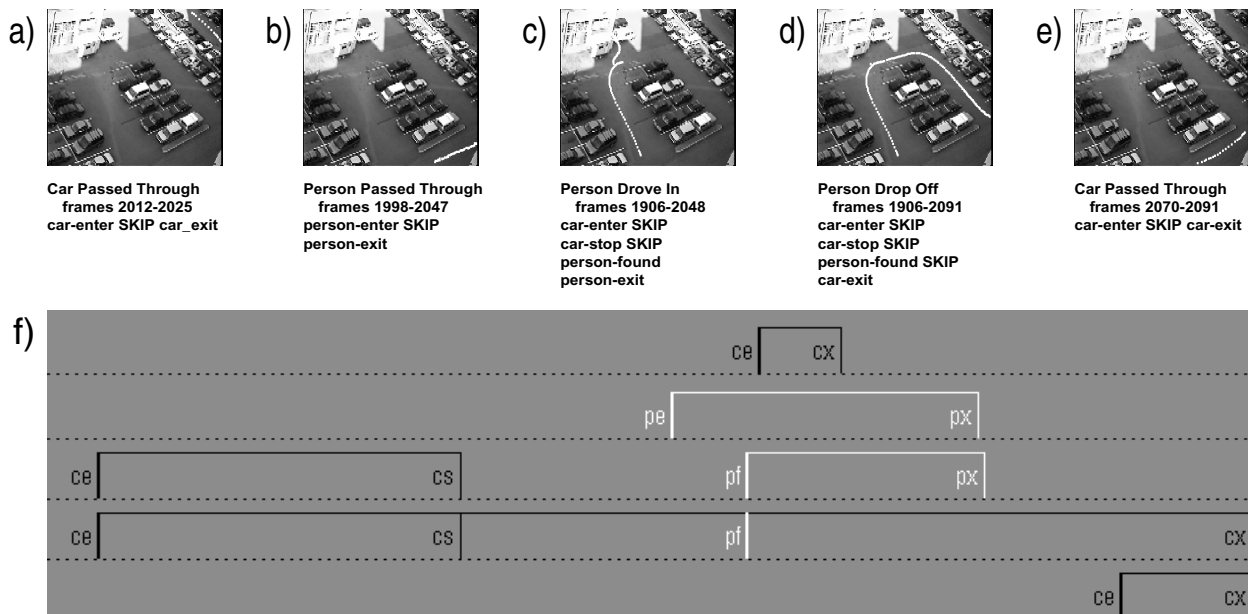 a)
b)
c)
d)
e)
Car Passed Through
frames 2012-2025
car-enter SKIP car_exit
Person Passed Through
frames 1998-2047
person-enter SKIP
person-exit
Person Drove In
frames 1906-2048
car-enter SKIP
car-stop SKIP
person-found
person-exit
Person Drop Off
frames 1906-2091
car-enter SKIP
car-stop SKIP
person-found SKIP
car-exit
Car Passed Through
frames 2070-2091
car-enter SKIP car-exit
f)
ce cx
pe px
ce cs pf px
ce cs pf cx
ce cx